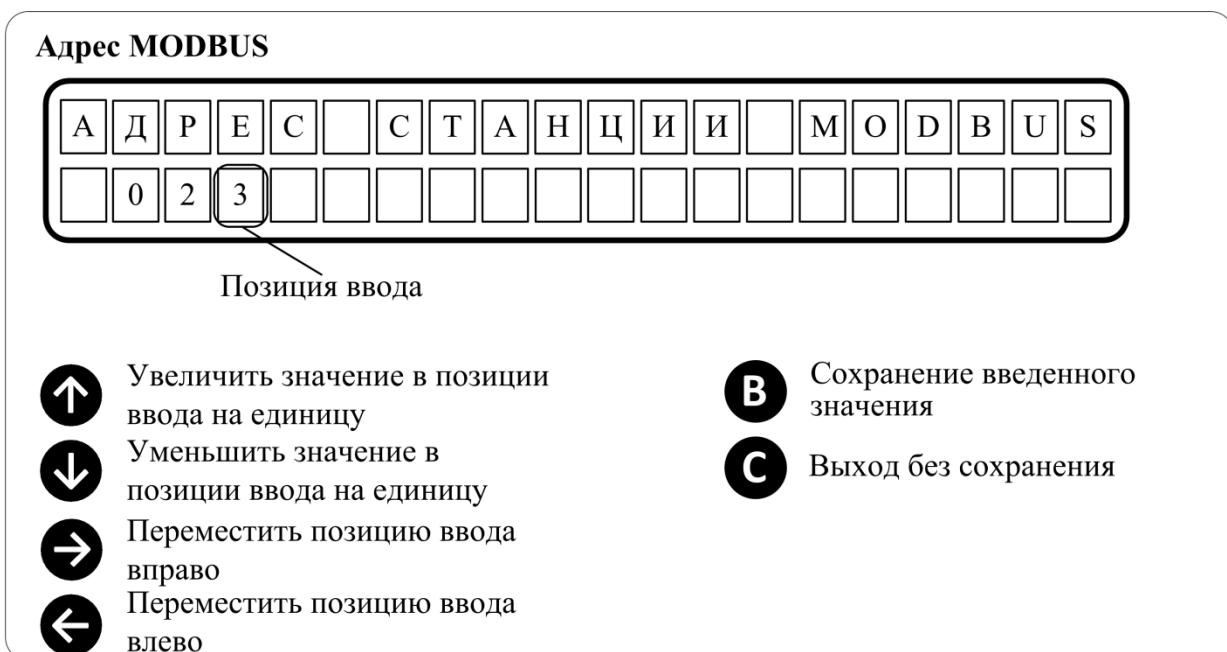 Адрес MODBUS
АДРЕС СТАНЦИИ MODBUS
023
Позиция ввода
↑ Увеличить значение в позиции
ввода на единицу
↓ Уменьшить значение в
позиции ввода на единицу
→ Переместить позицию ввода
вправо
← Переместить позицию ввода
влево
B Сохранение введенного
значения
C Выход без сохранения